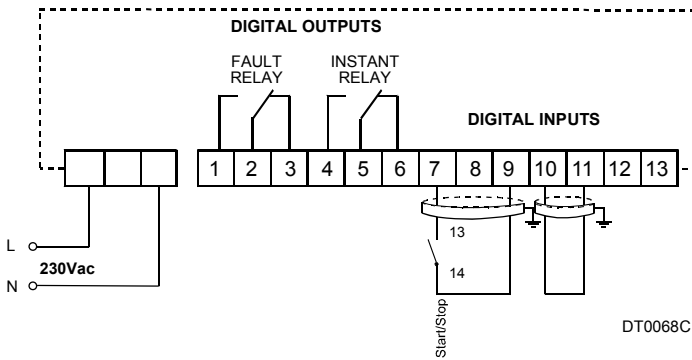 DIGITAL OUTPUTS
FAULT RELAY
INSTANT RELAY
DIGITAL INPUTS
1 2 3 4 5 6 7 8 9 10 11 12 13
13
14
L
230Vac
N
Start/Stop
DT0068C